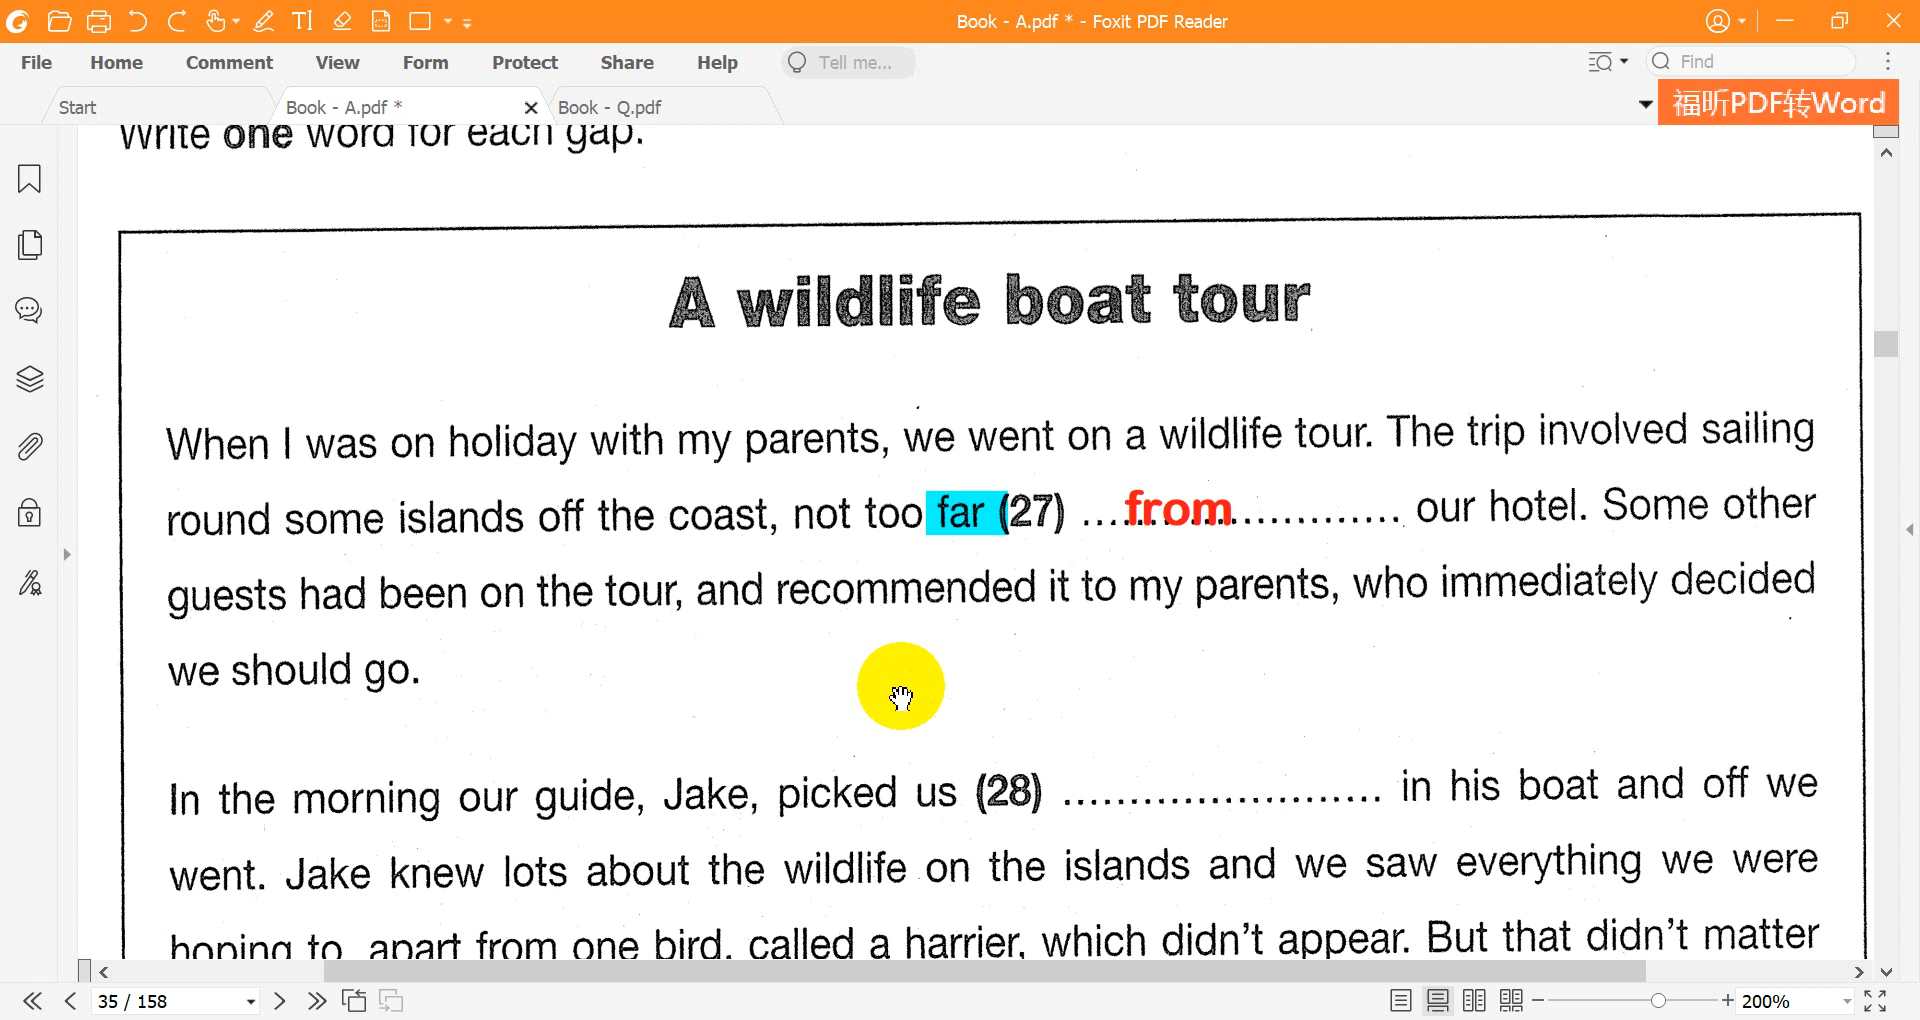 Book - A.pdf * - Foxit PDF Reader
File Home Comment View Form Protect Share Help Tell me... Find
Start Book - A.pdf * Book - Q.pdf 福昕PDF转Word
Write one word for each gap.
A wildlife boat tour
When I was on holiday with my parents, we went on a wildlife tour. The trip involved sailing
round some islands off the coast, not too far (27) ...from.......... our hotel. Some other
guests had been on the tour, and recommended it to my parents, who immediately decided
we should go.
In the morning our guide, Jake, picked us (28) ........................ in his boat and off we
went. Jake knew lots about the wildlife on the islands and we saw everything we were
hoping to, apart from one bird, called a harrier, which didn't appear. But that didn't matter
35 / 158 200%